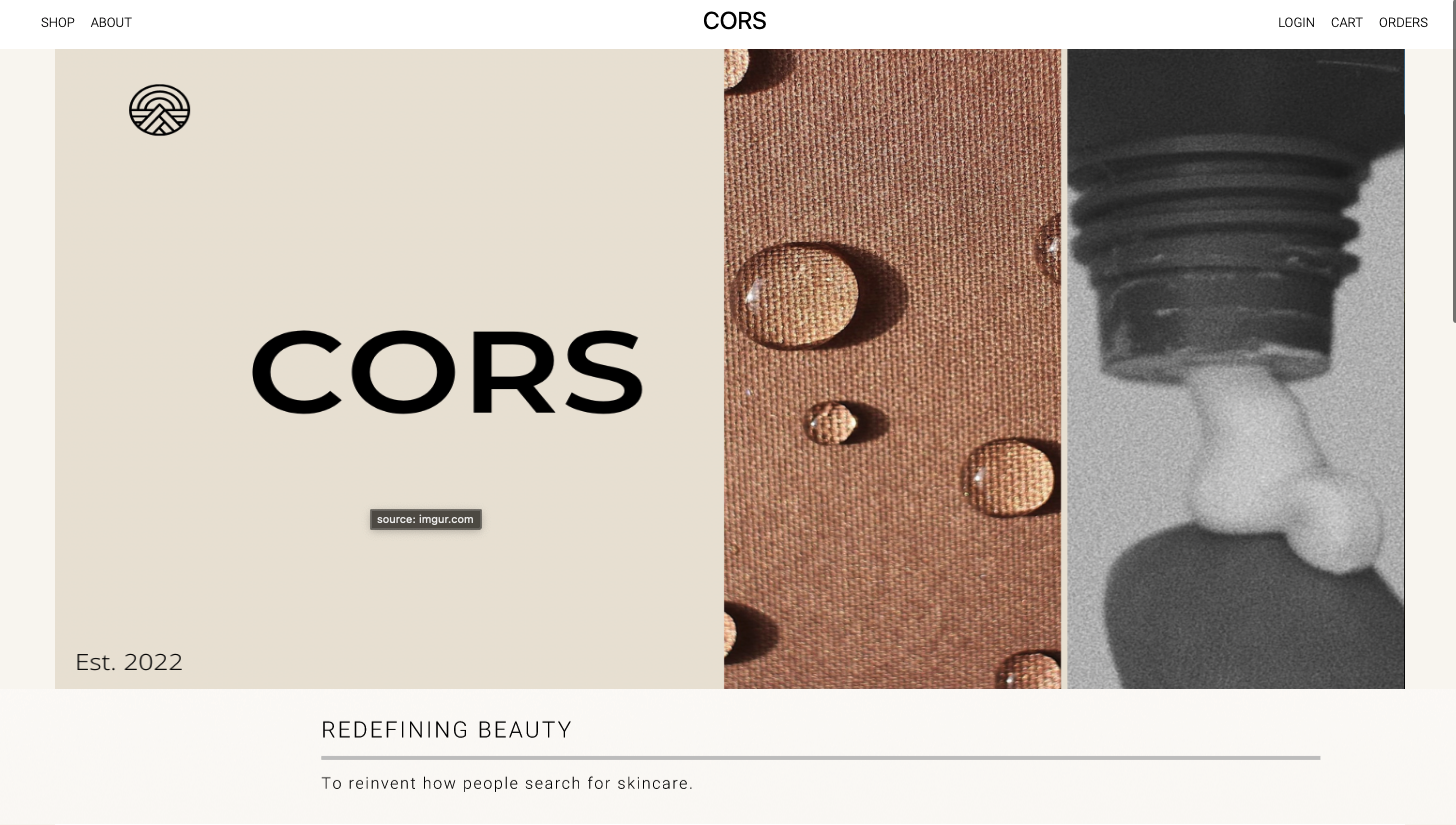 SHOP ABOUT CORS LOGIN CART ORDERS
CORS
source: imgur.com
Est. 2022
REDEFINING BEAUTY
To reinvent how people search for skincare.